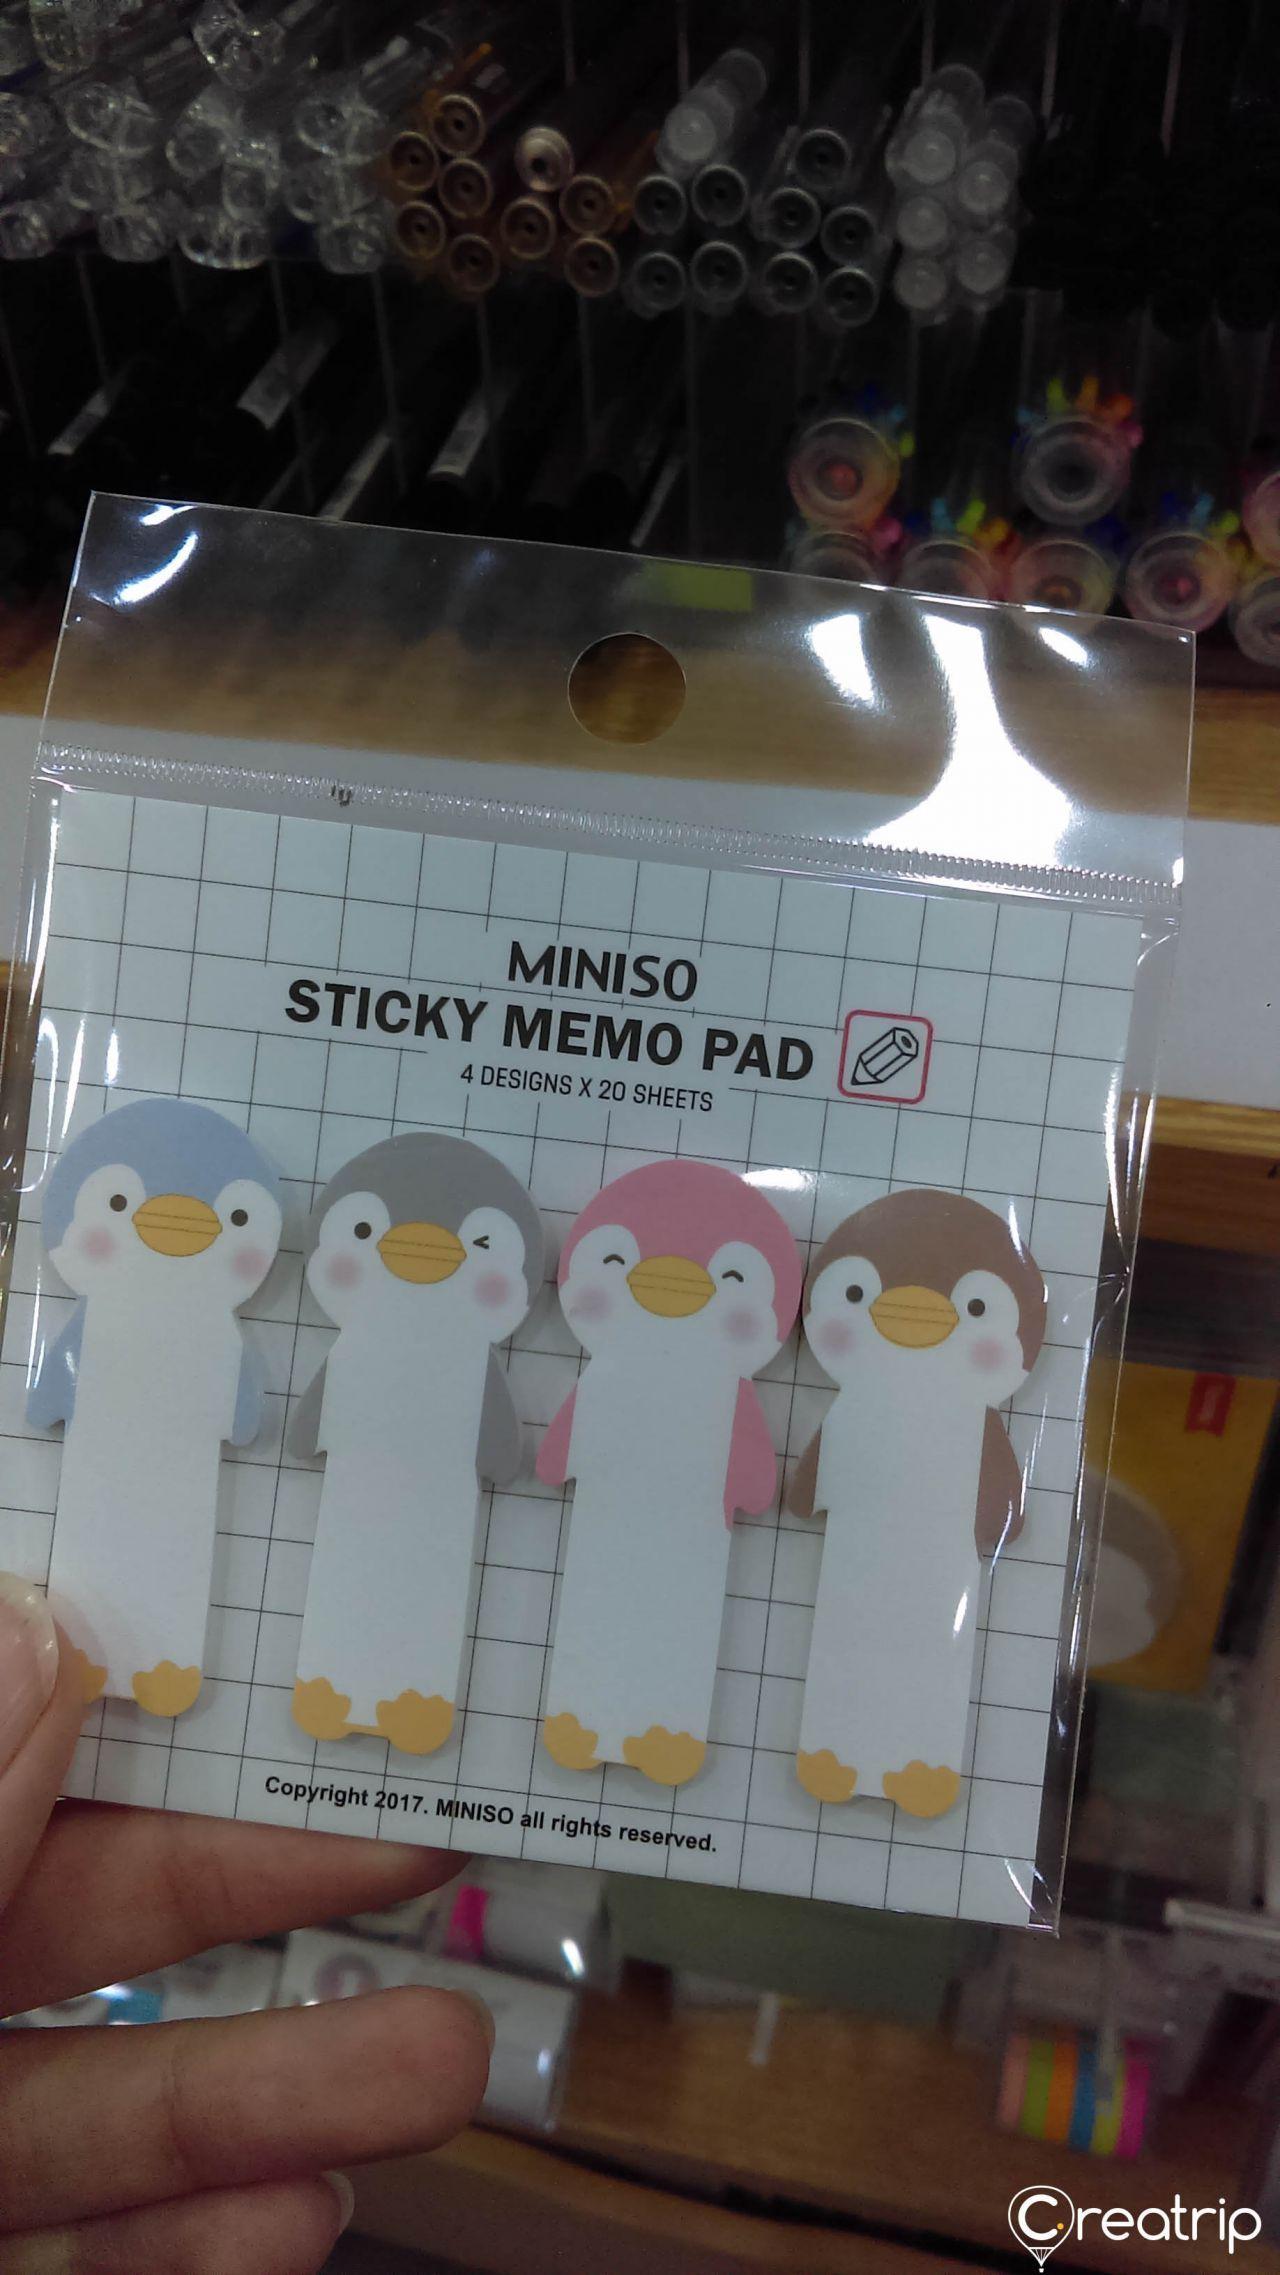 MINISO
STICKY MEMO PAD
4 DESIGNS X 20 SHEETS
Copyright 2017. MINISO all rights reserved.
Creatrip